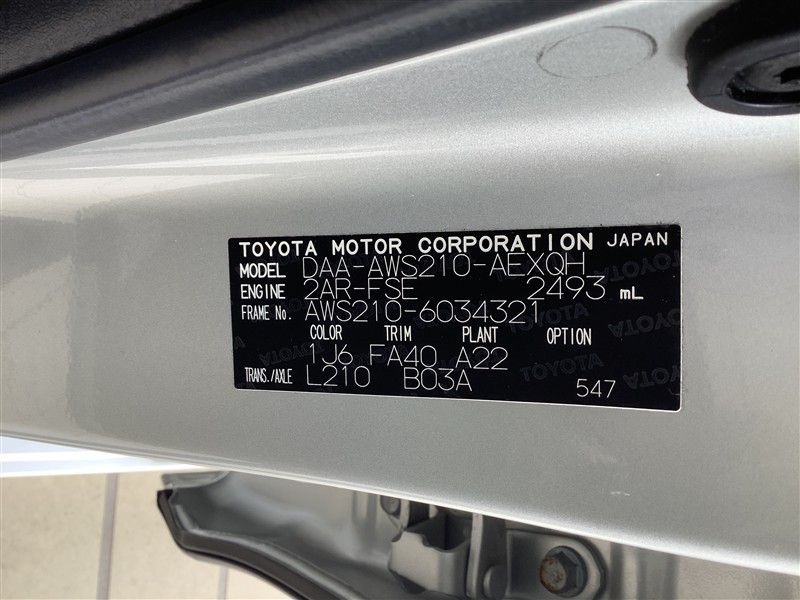 TOYOTA MOTOR CORPORATION JAPAN
MODEL DAA-AWS210-AEXQH
ENGINE 2AR-FSE 2493 mL
FRAME No. AWS210-6034321
COLOR TRIM PLANT OPTION
1J6 FA40 A22
TRANS./AXLE L210 B03A 547